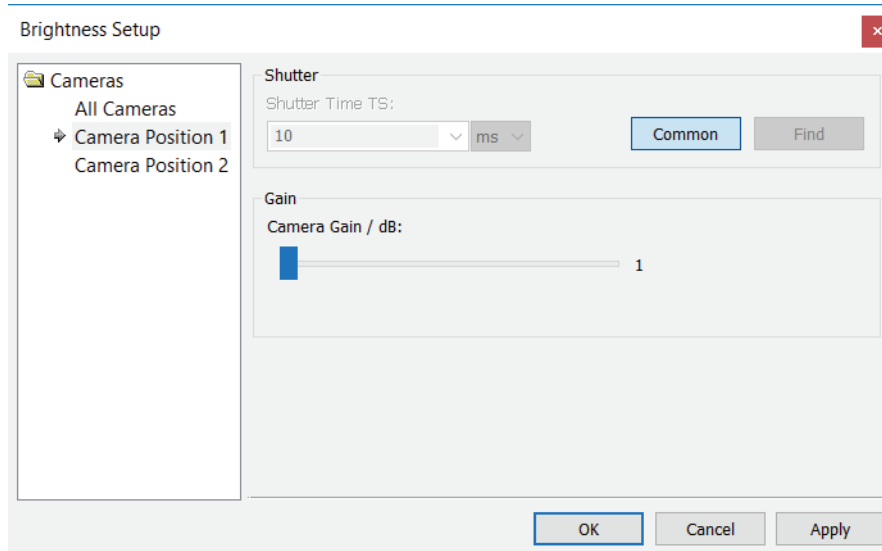 Brightness Setup
×
Cameras
All Cameras
Camera Position 1
Camera Position 2
Shutter
Shutter Time TS:
10
ms
Common
Find
Gain
Camera Gain / dB:
1
OK
Cancel
Apply